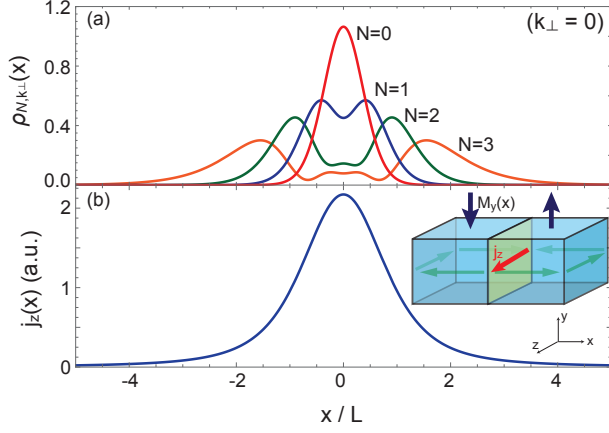 (a)
(k⊥ = 0)
1.2
0.8
0.4
0.0
ρN,k⊥(x)
N=0
N=1
N=2
N=3
(b)
2
1
0
jz(x) (a.u.)
My(x)
jz
y
x
z
-4 -2 0 2 4
x / L